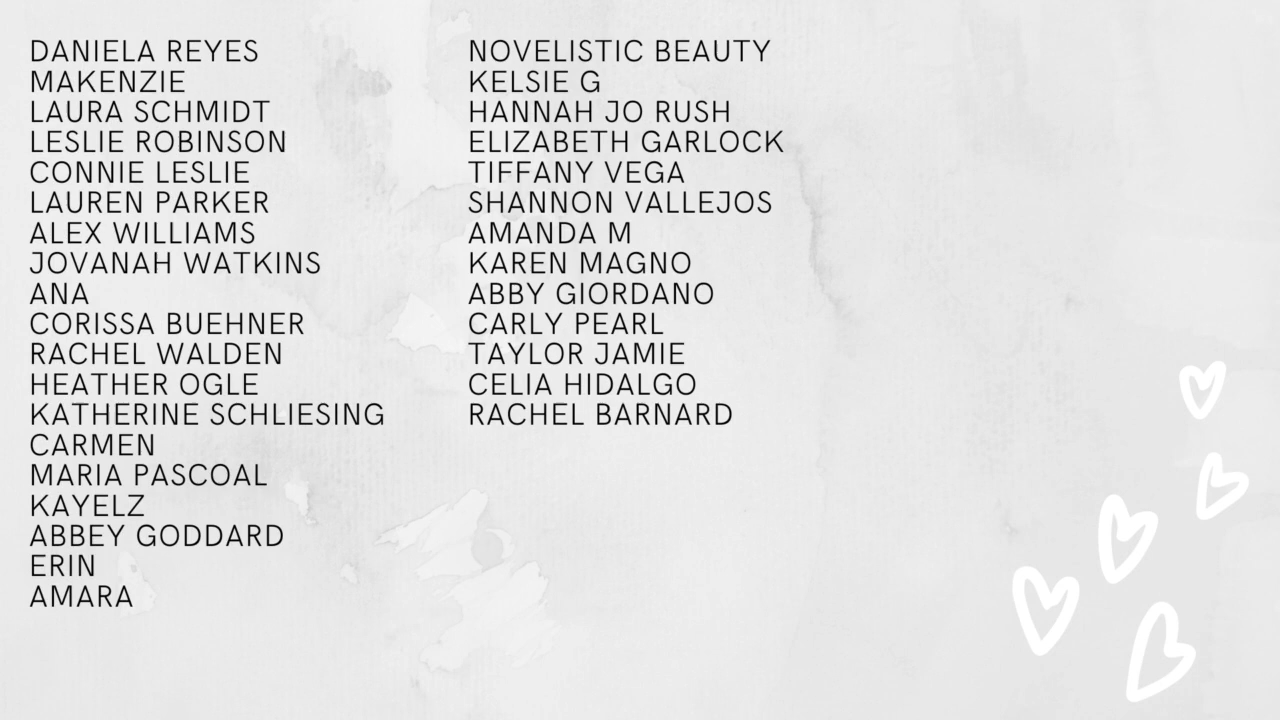 DANIELA REYES
MAKENZIE
LAURA SCHMIDT
LESLIE ROBINSON
CONNIE LESLIE
LAUREN PARKER
ALEX WILLIAMS
JOVANAH WATKINS
ANA
CORISSA BUEHNER
RACHEL WALDEN
HEATHER OGLE
KATHERINE SCHLIESING
CARMEN
MARIA PASCOAL
KAYELZ
ABBEY GODDARD
ERIN
AMARA
NOVELISTIC BEAUTY
KELSIE G
HANNAH JO RUSH
ELIZABETH GARLOCK
TIFFANY VEGA
SHANNON VALLEJOS
AMANDA M
KAREN MAGNO
ABBY GIORDANO
CARLY PEARL
TAYLOR JAMIE
CELIA HIDALGO
RACHEL BARNARD